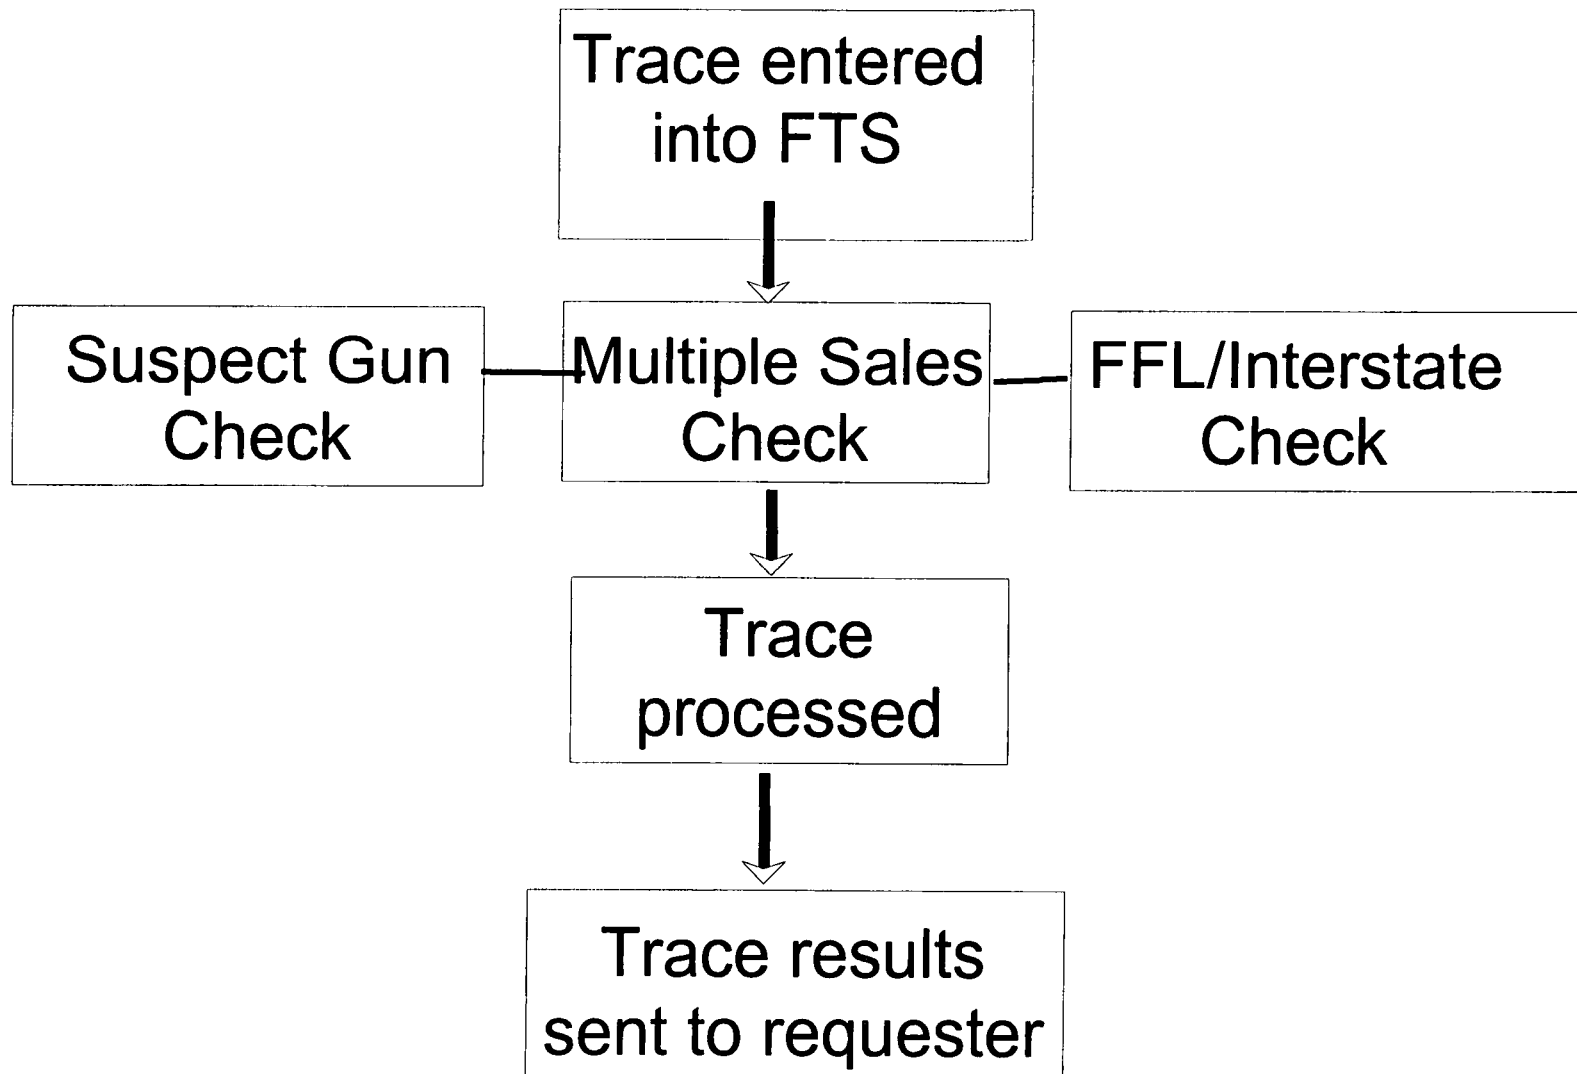 Trace entered
into FTS
Suspect Gun
Check
Multiple Sales
Check
FFL/Interstate
Check
Trace
processed
Trace results
sent to requester